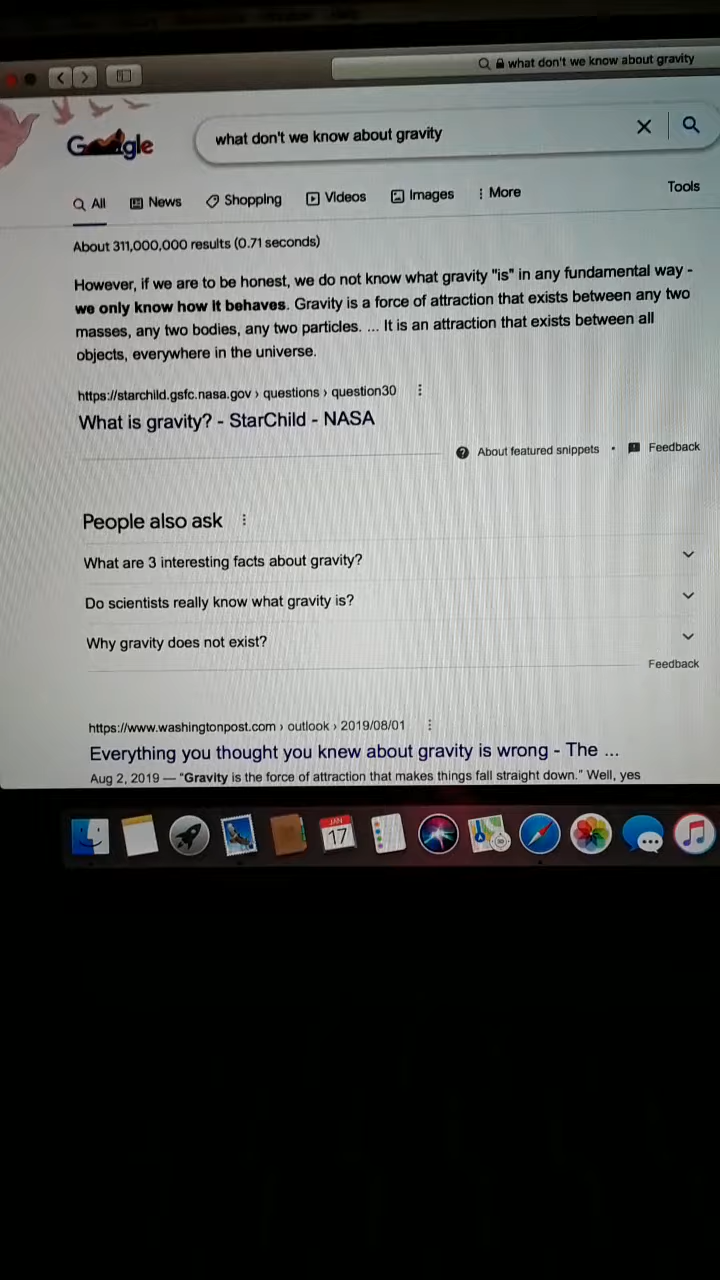 what don't we know about gravity
Google
what don't we know about gravity
All News Shopping Videos Images More Tools
About 311,000,000 results (0.71 seconds)
However, if we are to be honest, we do not know what gravity "is" in any fundamental way -
we only know how it behaves. Gravity is a force of attraction that exists between any two
masses, any two bodies, any two particles. ... It is an attraction that exists between all
objects, everywhere in the universe.
https://starchild.gsfc.nasa.gov › questions › question30
What is gravity? - StarChild - NASA
About featured snippets • Feedback
People also ask
What are 3 interesting facts about gravity?
Do scientists really know what gravity is?
Why gravity does not exist?
Feedback
https://www.washingtonpost.com › outlook › 2019/08/01
Everything you thought you knew about gravity is wrong - The ...
Aug 2, 2019 — "Gravity is the force of attraction that makes things fall straight down." Well, yes
JAN
17